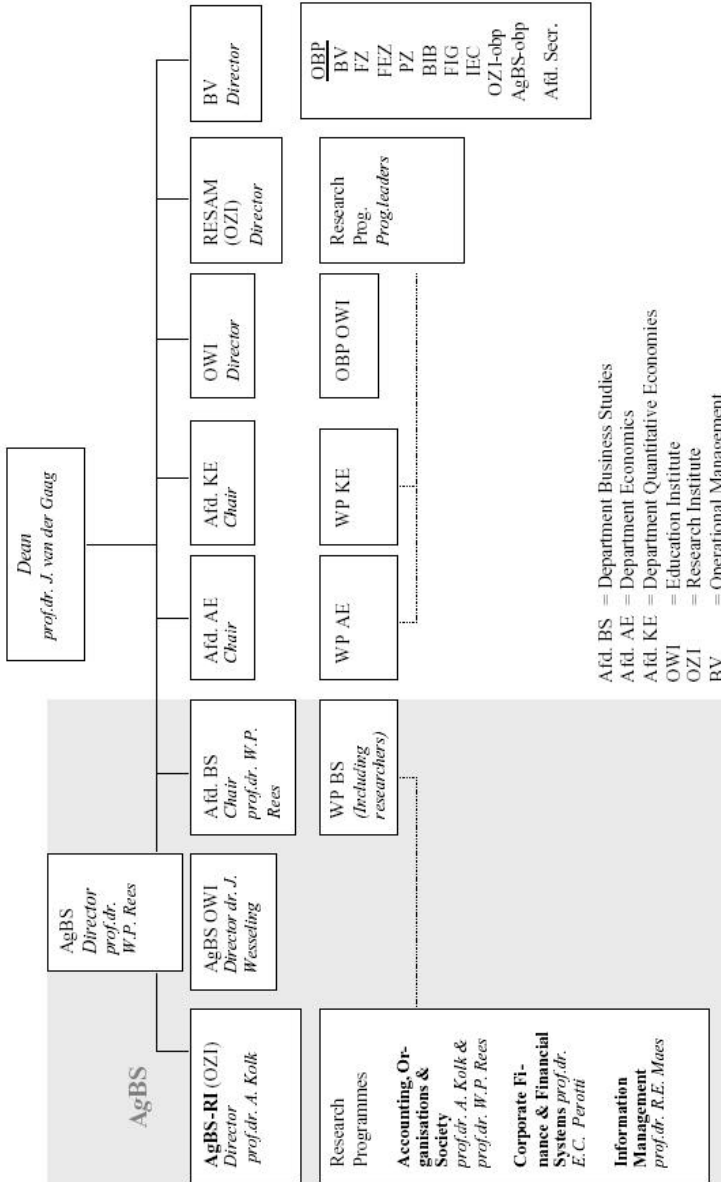 Dean
prof.dr. J. van der Gaag
AgBS
AgBS
Director
prof.dr.
W.P. Rees
AgBS-RI (OZI)
Director
prof.dr. A. Kolk
AgBS OWI
Director dr. J.
Wesseling
Afd. BS
Chair
prof.dr. W.P.
Rees
Afd. AE
Chair
Afd. KE
Chair
OWI
Director
RESAM
(OZI)
Director
BV
Director
Research
Programmes
Accounting, Or-
ganisations &
Society
prof.dr. A. Kolk &
prof.dr. W.P. Rees
Corporate Fi-
nance & Financial
Systems prof.dr.
E.C. Perotti
Information
Management
prof.dr. R.E. Maes
WP BS
(Including
researchers)
WP AE
WP KE
OBP OWI
Research
Prog.
Prog.leaders
OBP
BV
FZ
FEZ
PZ
BIB
FIG
IEC
OZI-obp
AgBS-obp
Afd. Secr.
Afd. BS = Department Business Studies
Afd. AE = Department Economics
Afd. KE = Department Quantitative Economies
OWI = Education Institute
OZI = Research Institute
BV = Operational Management